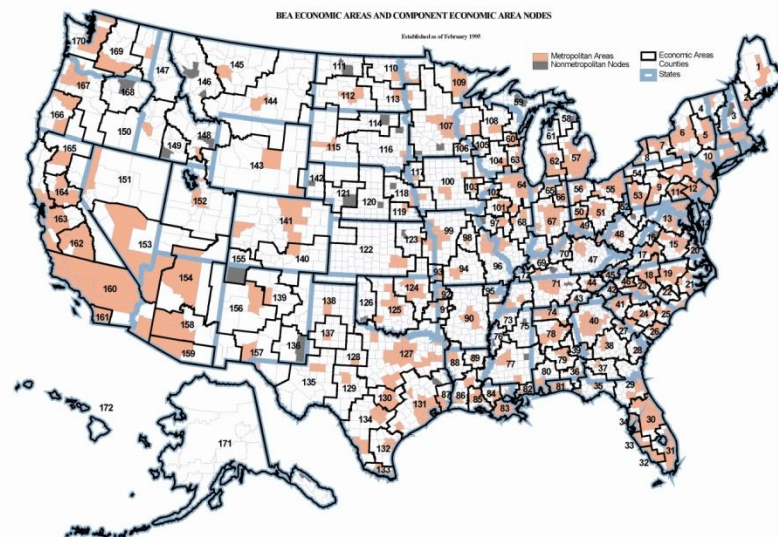 BEA ECONOMIC AREAS AND COMPONENT ECONOMIC AREA NODES
Established as of February 1995
Metropolitan Areas
Nonmetropolitan Nodes
Economic Areas
Counties
States
170 169 147 146 145 111 110 109 59 58 1
167 168 144 112 113 108 61 4 3 2
166 150 149 148 114 107 60 62 57 6 5
165 115 116 106 105 63 8 7 10
151 143 142 117 104 54
164 152 121 120 118 100 103 102 64 65 66 56 55 53 9 11 12
163 141 119 101 68 67 50 51 52 13
162 153 140 122 123 99 98 97 49 48
160 155 93 94 96 69 70 47 17 15 20
154 139 138 126 124 95 72 71 45 46 18 19
161 158 156 137 125 92 91 90 73 75 74 43 44 42 41 23 22 21
159 157 136 128 127 76 77 78 40 24 25 26
135 129 88 89 80 79 39 38 27 28
134 130 131 87 86 85 84 83 82 81 36 37 35 29
172 171 132 133 34 30 33 31 32